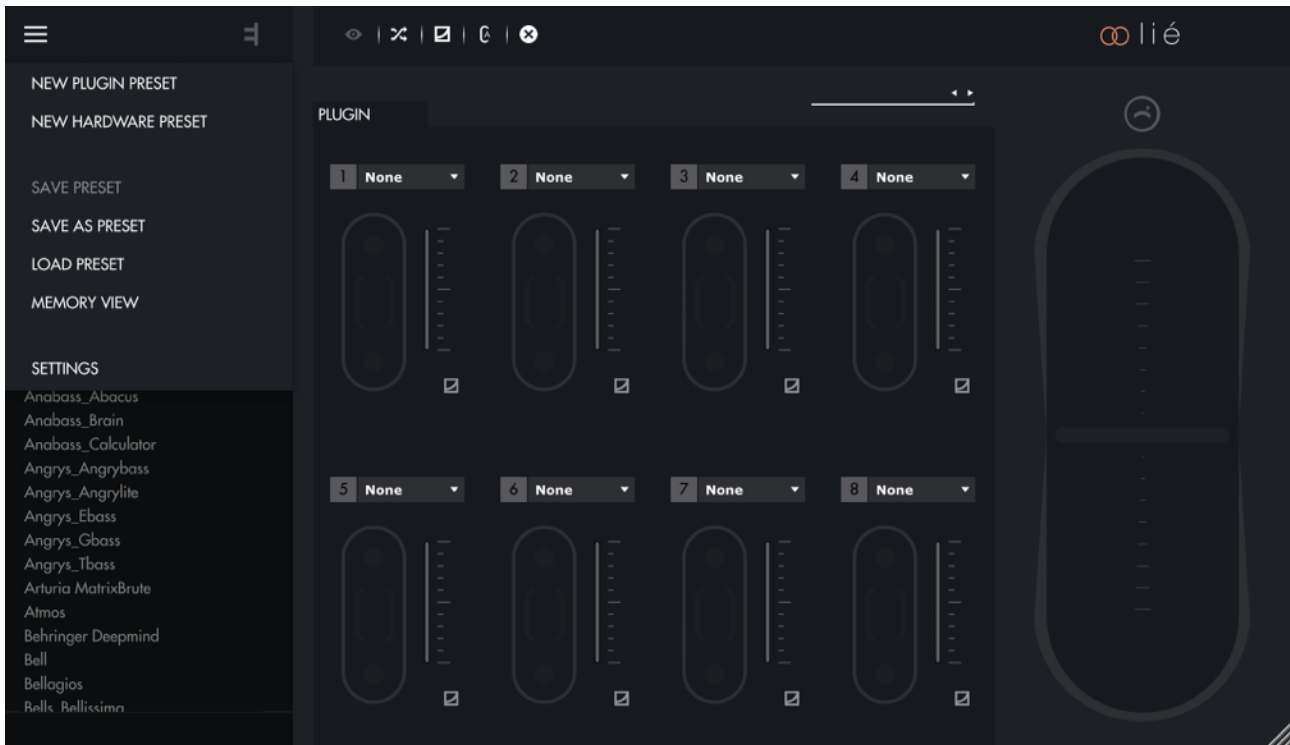 lié
NEW PLUGIN PRESET
NEW HARDWARE PRESET
SAVE PRESET
SAVE AS PRESET
LOAD PRESET
MEMORY VIEW
SETTINGS
Anabass_Abacus
Anabass_Brain
Anabass_Calculator
Angrys_Angrybass
Angrys_Angrylite
Angrys_Ebass
Angrys_Gbass
Angrys_Tbass
Arturia MatrixBrute
Atmos
Behringer Deepmind
Bell
Bellagios
Bells_Bellissima
PLUGIN
1 None 2 None 3 None 4 None
5 None 6 None 7 None 8 None